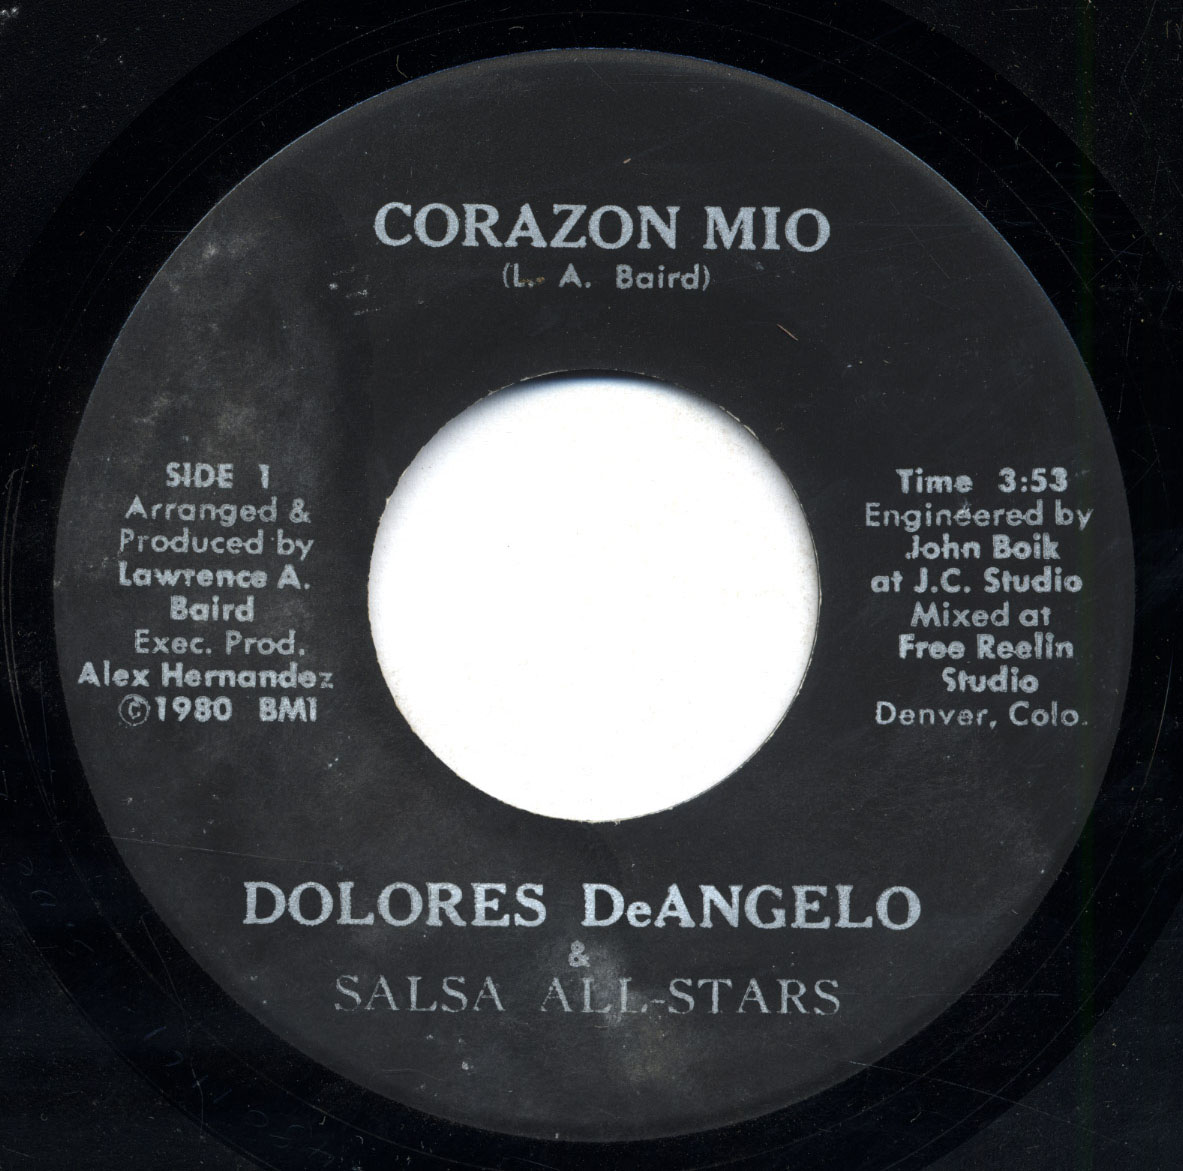 CORAZON MIO
(L. A. Baird)
SIDE 1
Arranged &
Produced by
Lawrence A.
Baird
Exec. Prod.
Alex Hernandez
©1980 BMI
Time 3:53
Engineered by
John Boik
at J.C. Studio
Mixed at
Free Reelin
Studio
Denver, Colo.
DOLORES DeANGELO
&
SALSA ALL-STARS